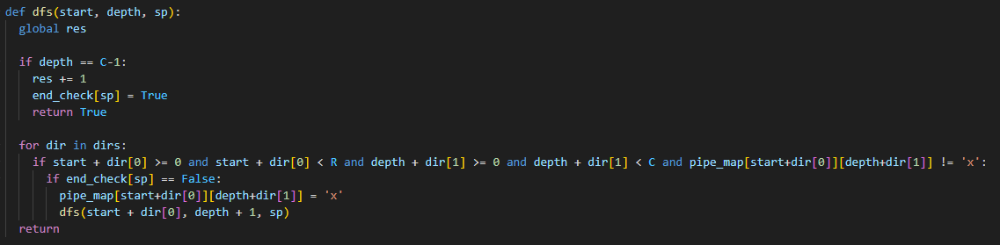 def dfs(start, depth, sp):
  global res

  if depth == C-1:
    res += 1
    end_check[sp] = True
    return True

  for dir in dirs:
    if start + dir[0] >= 0 and start + dir[0] < R and depth + dir[1] >= 0 and depth + dir[1] < C and pipe_map[start+dir[0]][depth+dir[1]] != 'x':
      if end_check[sp] == False:
        pipe_map[start+dir[0]][depth+dir[1]] = 'x'
        dfs(start + dir[0], depth + 1, sp)
  return